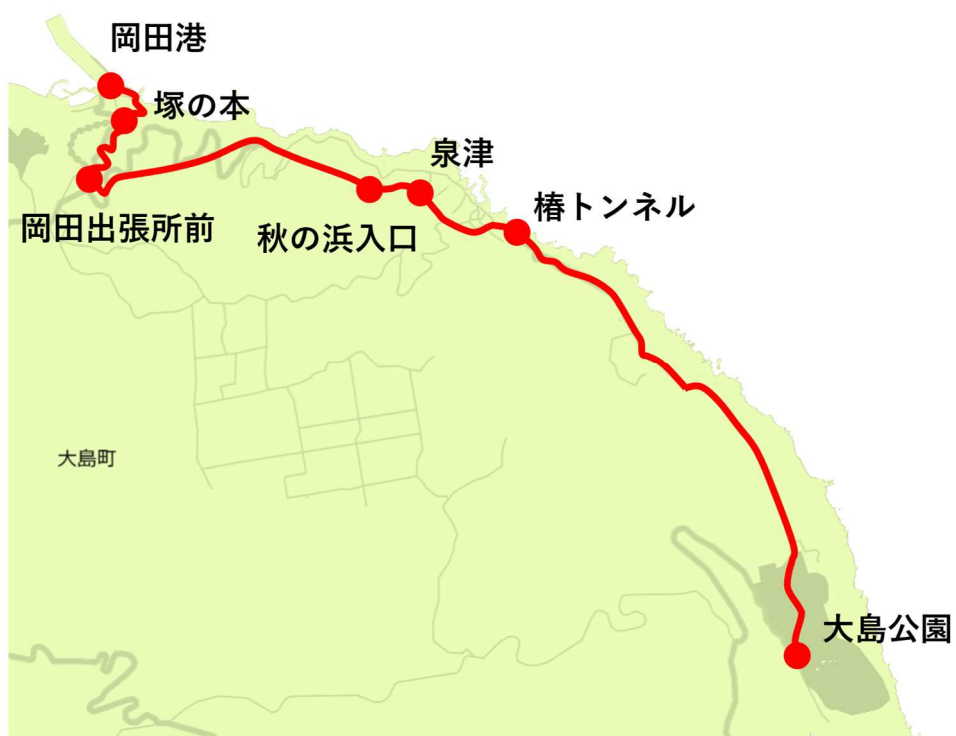 岡田港
塚の本
泉津
椿トンネル
岡田出張所前
秋の浜入口
大島町
大島公園